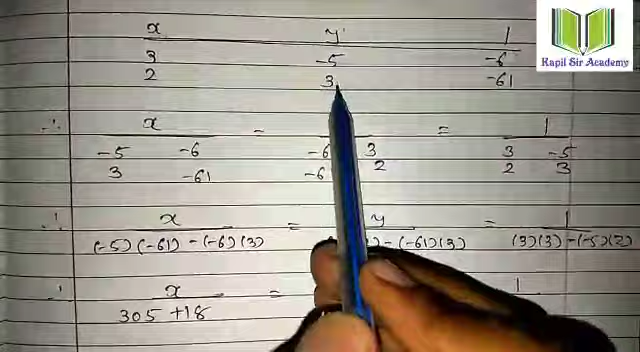 x y 1
3 -5 -6
2 3 -61
Kapil Sir Academy
∴ x = 1
-5 -6 -6 3 3 -5
3 -61 -6 2 2 3
∴ x = y = 1
(-5)(-61) - (-6)(3) - (-61)(3) (3)(3) - (-5)(2)
∴ x = 1
305 + 18